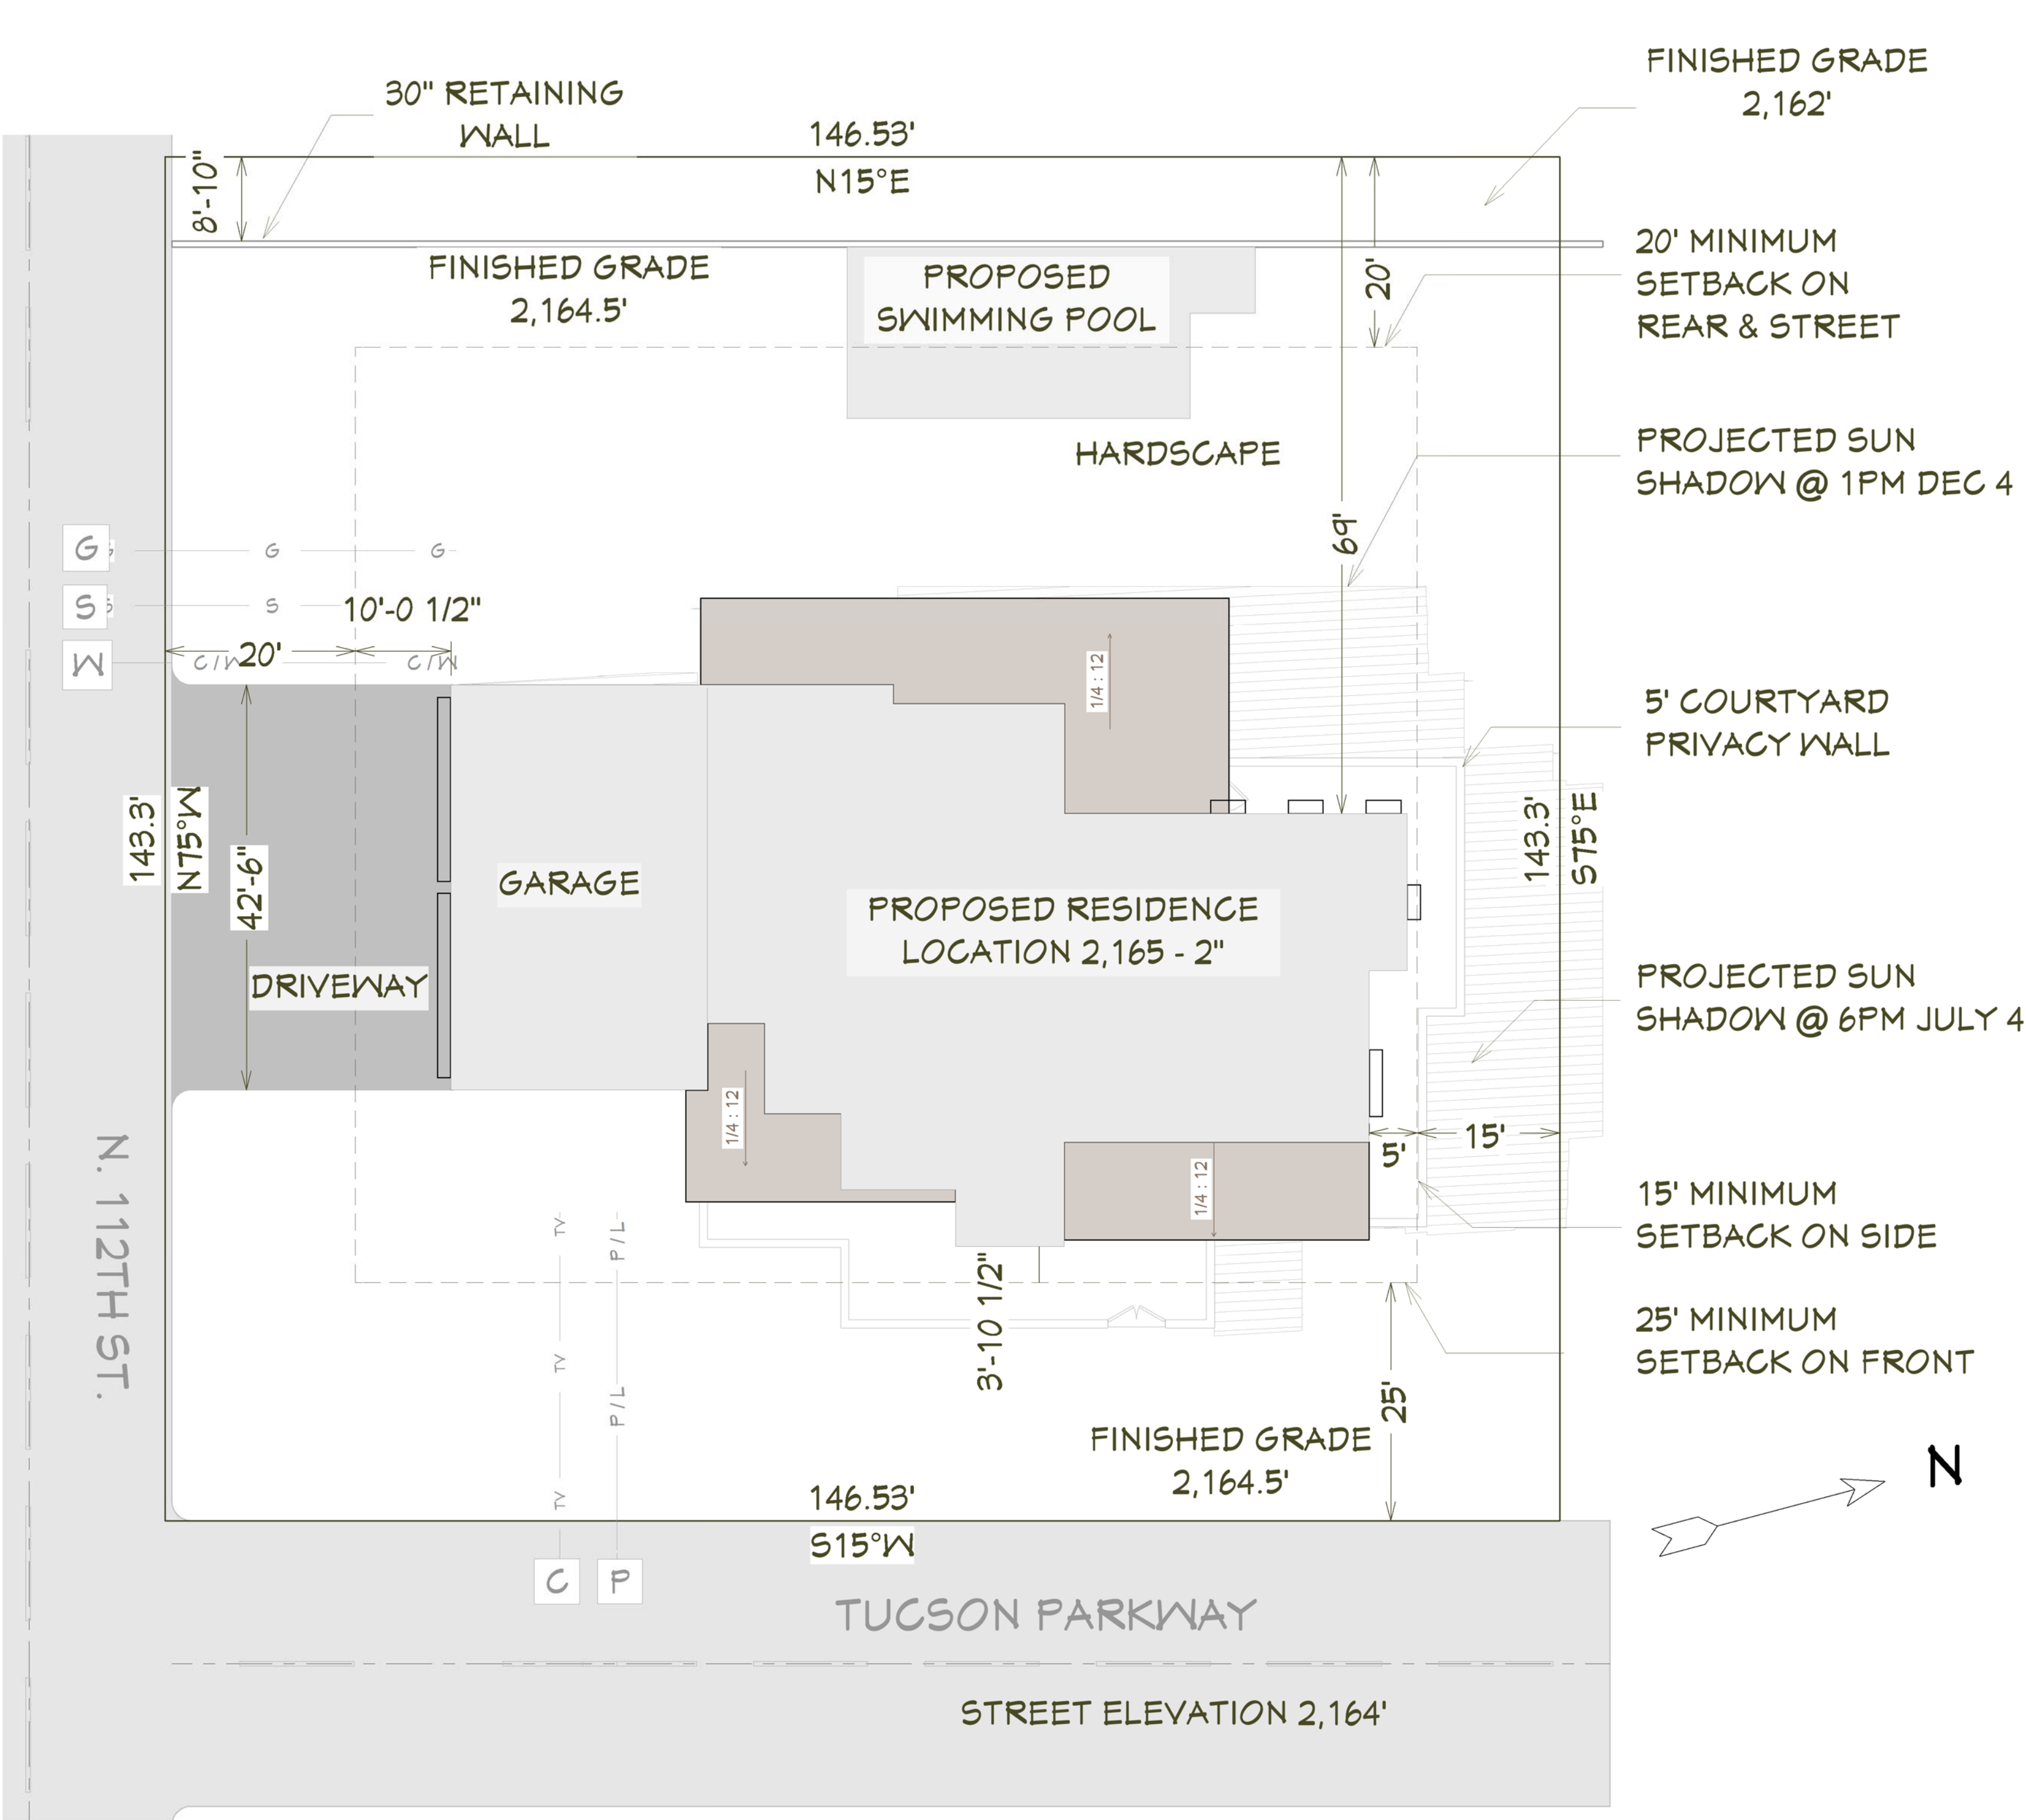 FINISHED GRADE
2,162'
30" RETAINING
WALL
146.53'
N15°E
8'-10"
FINISHED GRADE
2,164.5'
PROPOSED
SWIMMING POOL
20'
20' MINIMUM
SETBACK ON
REAR & STREET
HARDSCAPE
PROJECTED SUN
SHADOW @ 1PM DEC 4
69'
G
G
G
S
S
10'-0 1/2"
W
C/W
20'
C/W
1/4 : 12
5' COURTYARD
PRIVACY WALL
143.3'
N75°W
42'-6"
GARAGE
PROPOSED RESIDENCE
LOCATION 2,165 - 2"
143.3'
S75°E
DRIVEWAY
PROJECTED SUN
SHADOW @ 6PM JULY 4
1/4 : 12
5'
15'
1/4 : 12
15' MINIMUM
SETBACK ON SIDE
N. 112TH ST.
TV
P/L
TV
P/L
TV
3'-10 1/2"
25' MINIMUM
SETBACK ON FRONT
25'
FINISHED GRADE
2,164.5'
N
146.53'
S15°W
C
P
TUCSON PARKWAY
STREET ELEVATION 2,164'